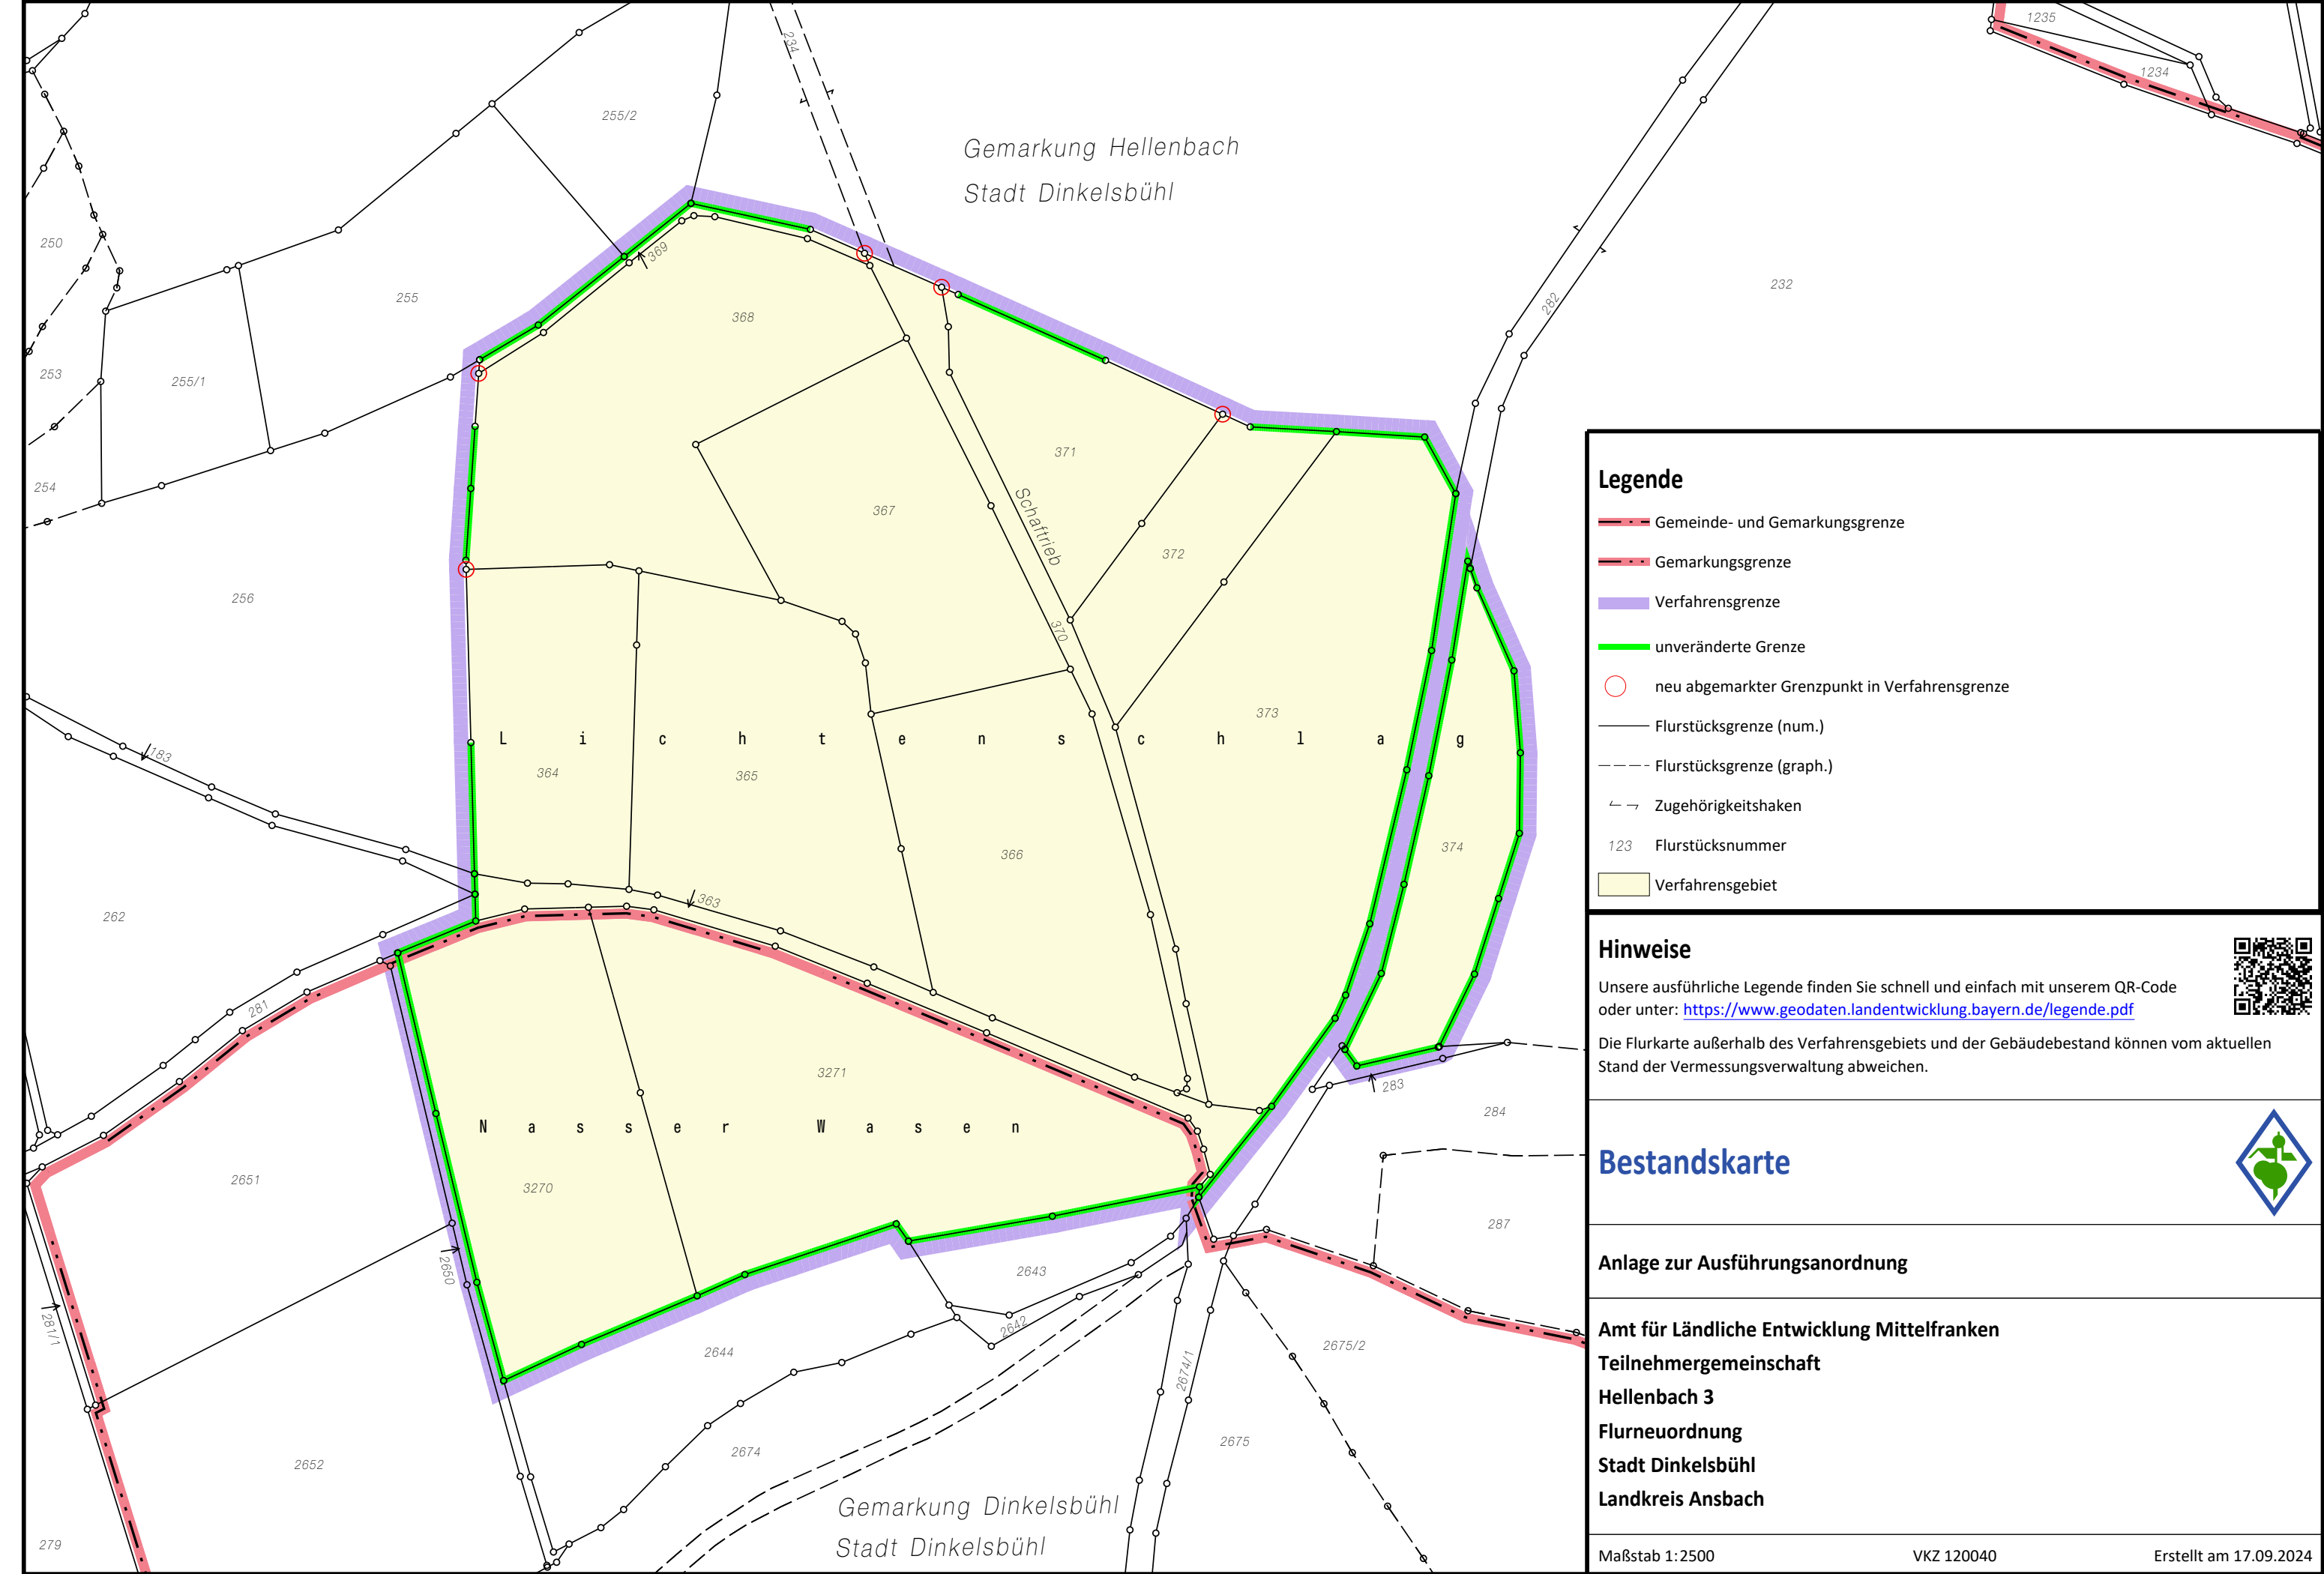 1235
1234
234
255/2
Gemarkung Hellenbach
Stadt Dinkelsbühl
250
369
255
368
282
232
253
255/1
371
254
367
Schaftrieb
372
256
370
373
L i c h t e n s c h l a g
183
364
365
366
374
363
262
281
3271
283
284
N a s s e r W a s e n
2651
3270
287
2650
2643
281/1
2642
2644
2674/1
2675/2
2652
2674
2675
Gemarkung Dinkelsbühl
Stadt Dinkelsbühl
279
Legende
Gemeinde- und Gemarkungsgrenze
Gemarkungsgrenze
Verfahrensgrenze
unveränderte Grenze
neu abgemarkter Grenzpunkt in Verfahrensgrenze
Flurstücksgrenze (num.)
Flurstücksgrenze (graph.)
Zugehörigkeitshaken
123 Flurstücksnummer
Verfahrensgebiet
Hinweise
Unsere ausführliche Legende finden Sie schnell und einfach mit unserem QR-Code
oder unter: https://www.geodaten.landentwicklung.bayern.de/legende.pdf
Die Flurkarte außerhalb des Verfahrensgebiets und der Gebäudebestand können vom aktuellen
Stand der Vermessungsverwaltung abweichen.
Bestandskarte
Anlage zur Ausführungsanordnung
Amt für Ländliche Entwicklung Mittelfranken
Teilnehmergemeinschaft
Hellenbach 3
Flurneuordnung
Stadt Dinkelsbühl
Landkreis Ansbach
Maßstab 1:2500 VKZ 120040 Erstellt am 17.09.2024